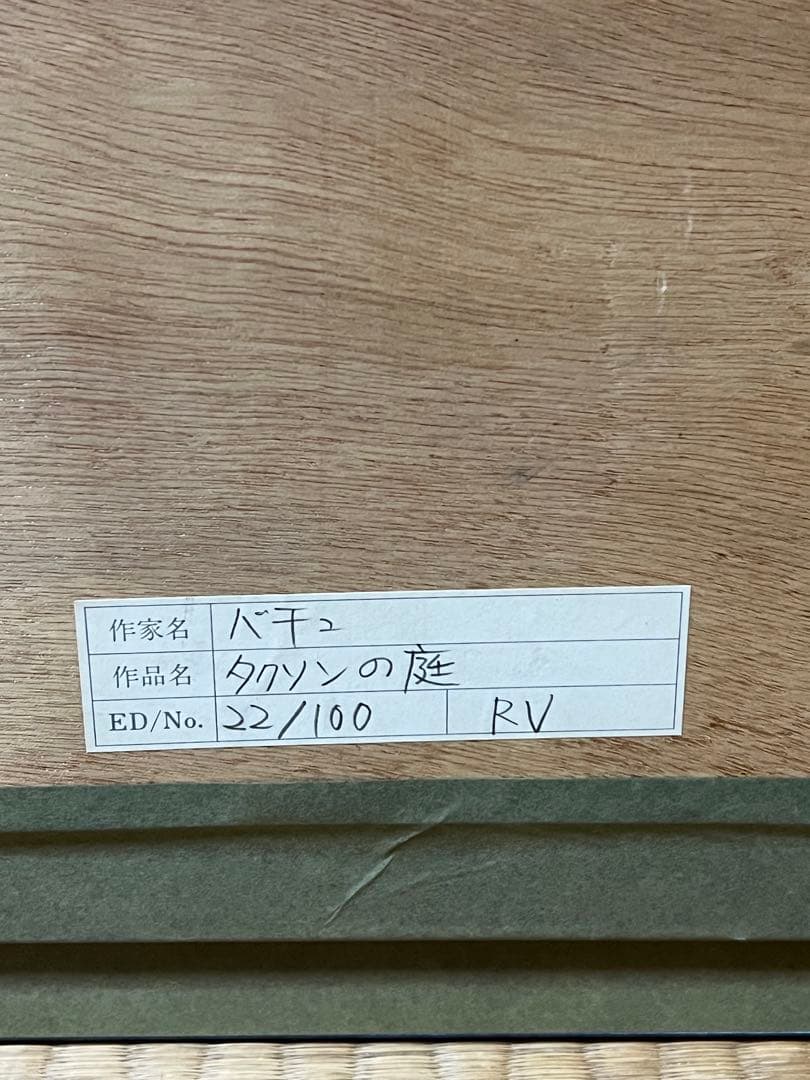 作家名 バチュ
作品名 タクソンの庭
ED/No. 22/100 RV